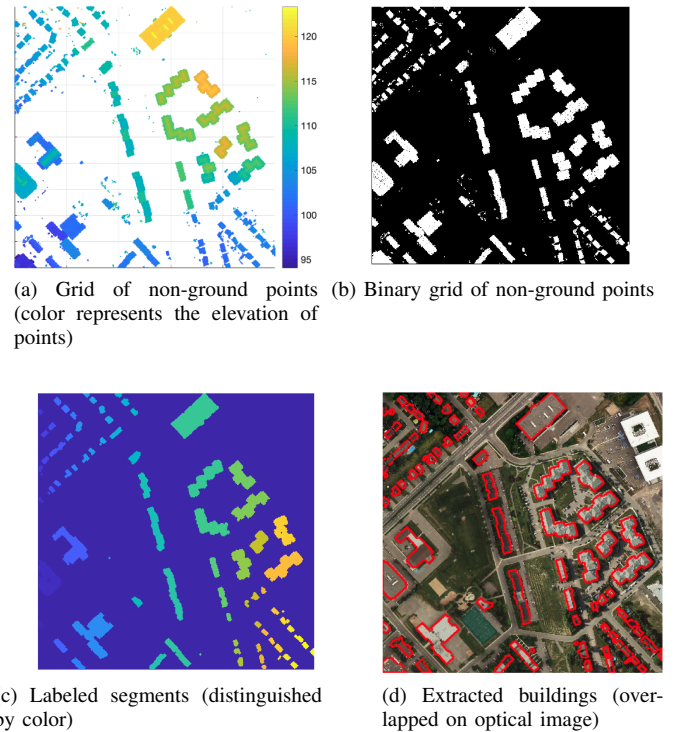 120
115
110
105
100
95
(a) Grid of non-ground points
(color represents the elevation of
points)
(b) Binary grid of non-ground points
c) Labeled segments (distinguished
by color)
(d) Extracted buildings (over-
lapped on optical image)